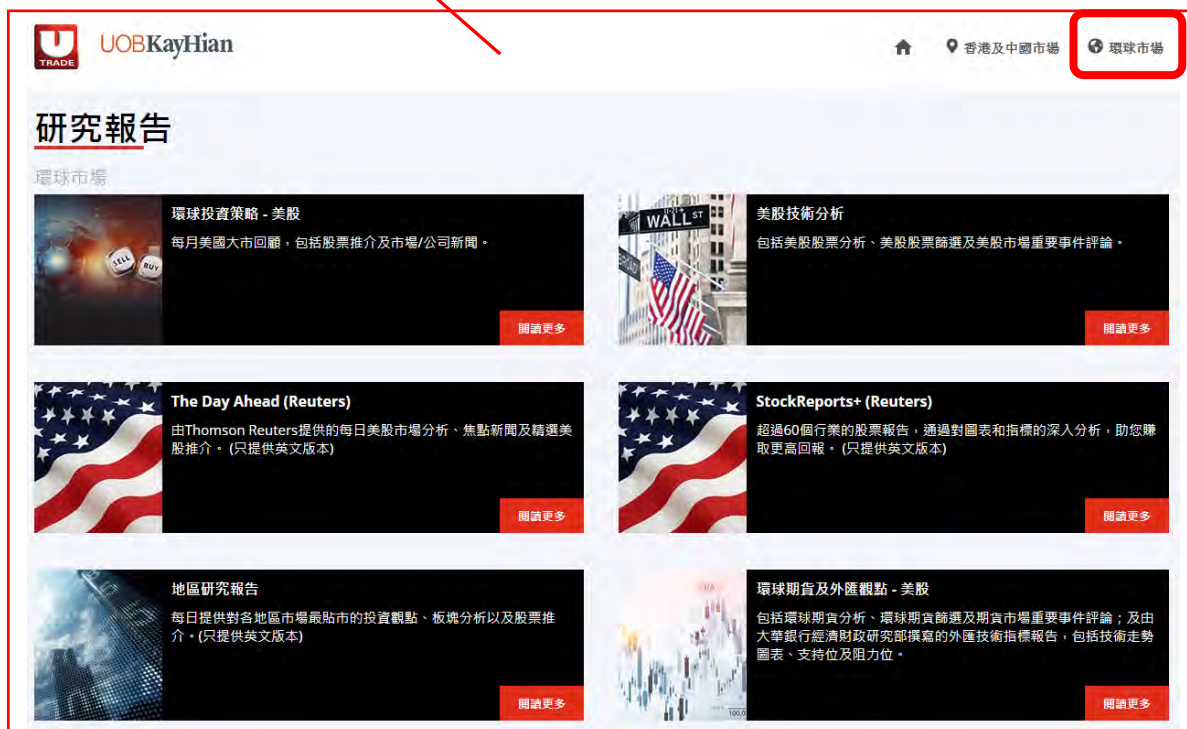 U
TRADE
UOBKayHian
香港及中國市場
環球市場
研究報告
環球市場
環球投資策略 - 美股
每月美國大市回顧，包括股票推介及市場/公司新聞。
SELL
BUY
閱讀更多
WALL ST
美股技術分析
包括美股股票分析、美股股票篩選及美股市場重要事件評論。
閱讀更多
The Day Ahead (Reuters)
由Thomson Reuters提供的每日美股市場分析、焦點新聞及精選美
股推介。 (只提供英文版本)
閱讀更多
StockReports+ (Reuters)
超過60個行業的股票報告，通過對圖表和指標的深入分析，助您賺
取更高回報。 (只提供英文版本)
閱讀更多
地區研究報告
每日提供對各地區市場最貼市的投資觀點、板塊分析以及股票推
介。(只提供英文版本)
閱讀更多
環球期貨及外匯觀點 - 美股
包括環球期貨分析、環球期貨篩選及期貨市場重要事件評論；及由
大華銀行經濟財政研究部撰寫的外匯技術指標報告，包括技術走勢
圖表、支持位及阻力位。
閱讀更多